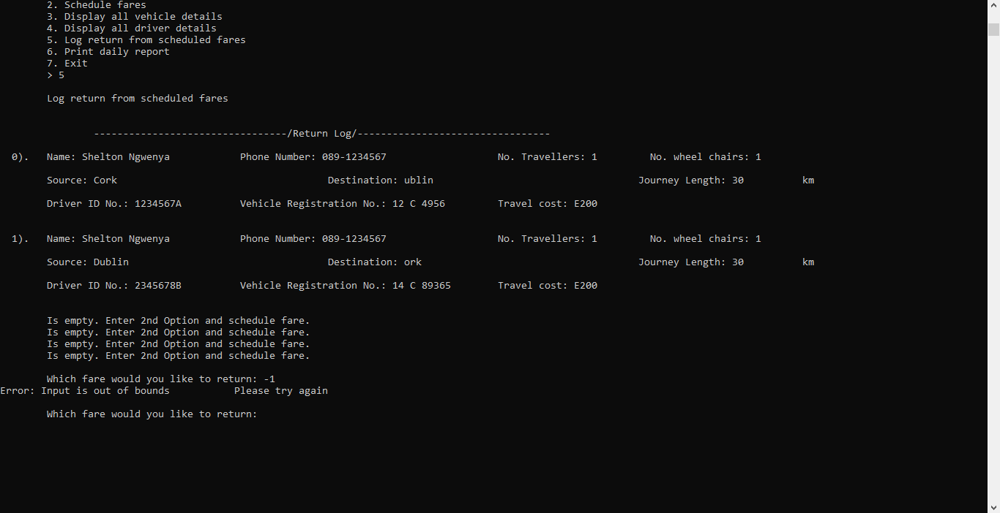 2. Schedule fares
3. Display all vehicle details
4. Display all driver details
5. Log return from scheduled fares
6. Print daily report
7. Exit
> 5
Log return from scheduled fares
---------------------------------/Return Log/---------------------------------
0). Name: Shelton Ngwenya Phone Number: 089-1234567 No. Travellers: 1 No. wheel chairs: 1
Source: Cork Destination: ublin Journey Length: 30 km
Driver ID No.: 1234567A Vehicle Registration No.: 12 C 4956 Travel cost: E200
1). Name: Shelton Ngwenya Phone Number: 089-1234567 No. Travellers: 1 No. wheel chairs: 1
Source: Dublin Destination: ork Journey Length: 30 km
Driver ID No.: 2345678B Vehicle Registration No.: 14 C 89365 Travel cost: E200
Is empty. Enter 2nd Option and schedule fare.
Is empty. Enter 2nd Option and schedule fare.
Is empty. Enter 2nd Option and schedule fare.
Is empty. Enter 2nd Option and schedule fare.
Which fare would you like to return: -1
Error: Input is out of bounds Please try again
Which fare would you like to return: